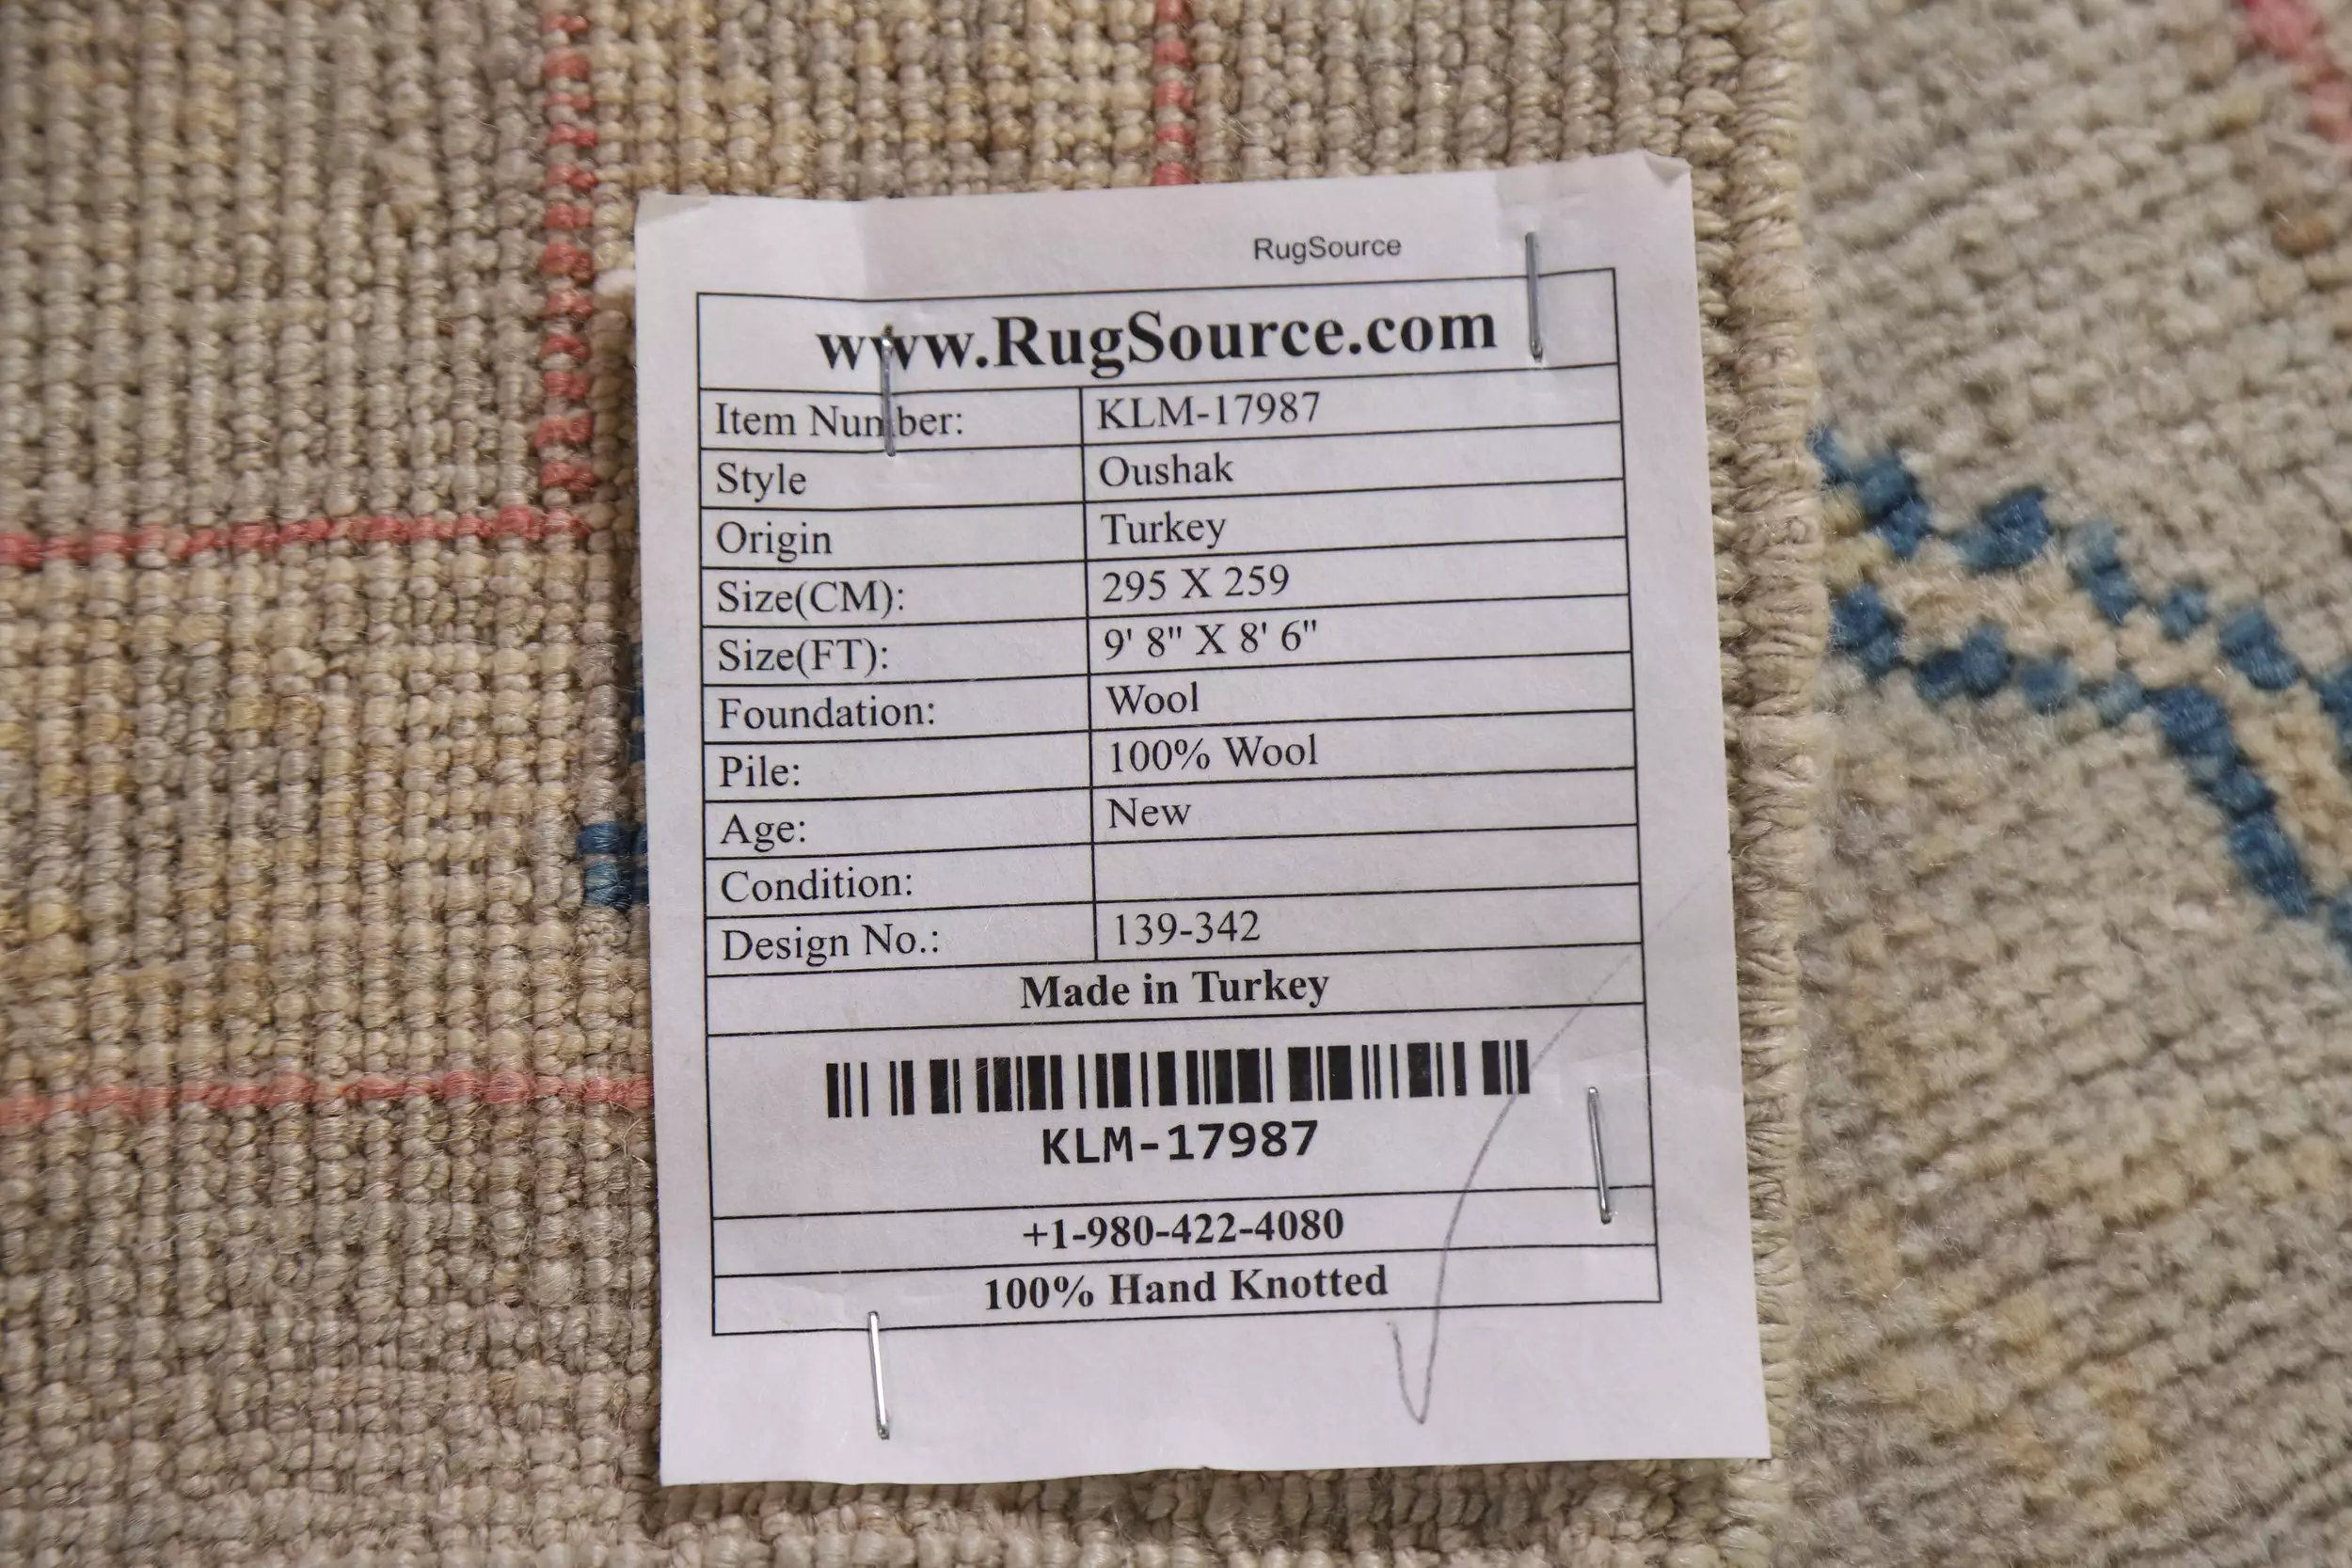 RugSource
www.RugSource.com
Item Number: KLM-17987
Style Oushak
Origin Turkey
Size(CM): 295 X 259
Size(FT): 9' 8" X 8' 6"
Foundation: Wool
Pile: 100% Wool
Age: New
Condition:
Design No.: 139-342
Made in Turkey
KLM-17987
+1-980-422-4080
100% Hand Knotted